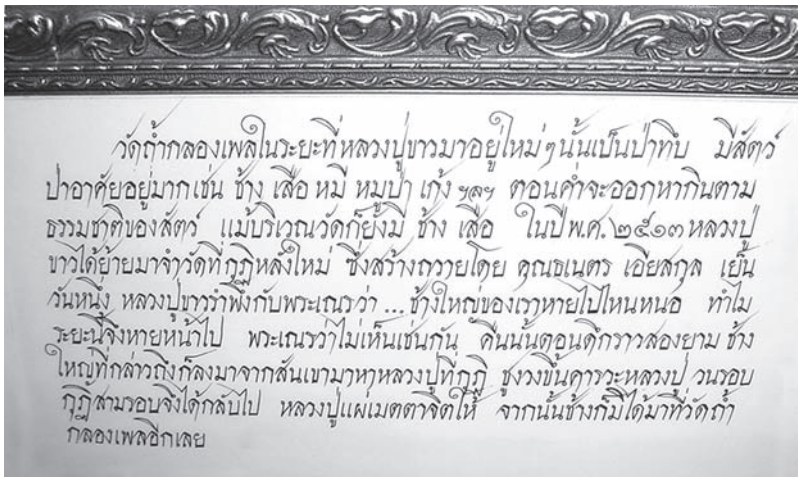 วัดถ้ำกลองเพลในระยะที่หลวงปู่ขาวมาอยู่ใหม่ๆนั้นเป็นป่าทึบ มีสัตว์
ป่าอาศัยอยู่มากเช่น ช้าง เสือ หมี หมูป่า เก้ง ฯลฯ ตอนค่ำจะออกหากินตาม
ธรรมชาติของสัตว์ แม้บริเวณวัดก็ยังมี ช้าง เสือ ในปีพ.ศ.๒๕๑๓หลวงปู่
ขาวได้ย้ายมาจำวัดที่กุฏิหลังใหม่ ซึ่งสร้างถวายโดย คุณธเนตร เอียสกุล เย็น
วันหนึ่ง หลวงปู่ขาวรำพึงกับพระเณรว่า ...ช้างใหญ่ของเราหายไปไหนหนอ ทำไม
ระยะนี้จึงหายหน้าไป พระเณรว่าไม่เห็นเช่นกัน คืนนั้นตอนดึกราวสองยาม ช้าง
ใหญ่ที่กล่าวถึงก็ลงมาจากสันเขามาหาหลวงปู่ที่กุฏิ ชูงวงขึ้นคารวะหลวงปู่ วนรอบ
กุฏิสามรอบจึงได้กลับไป หลวงปู่แผ่เมตตาจิตให้ จากนั้นช้างก็มิได้มาที่วัดถ้ำ
กลองเพลอีกเลย